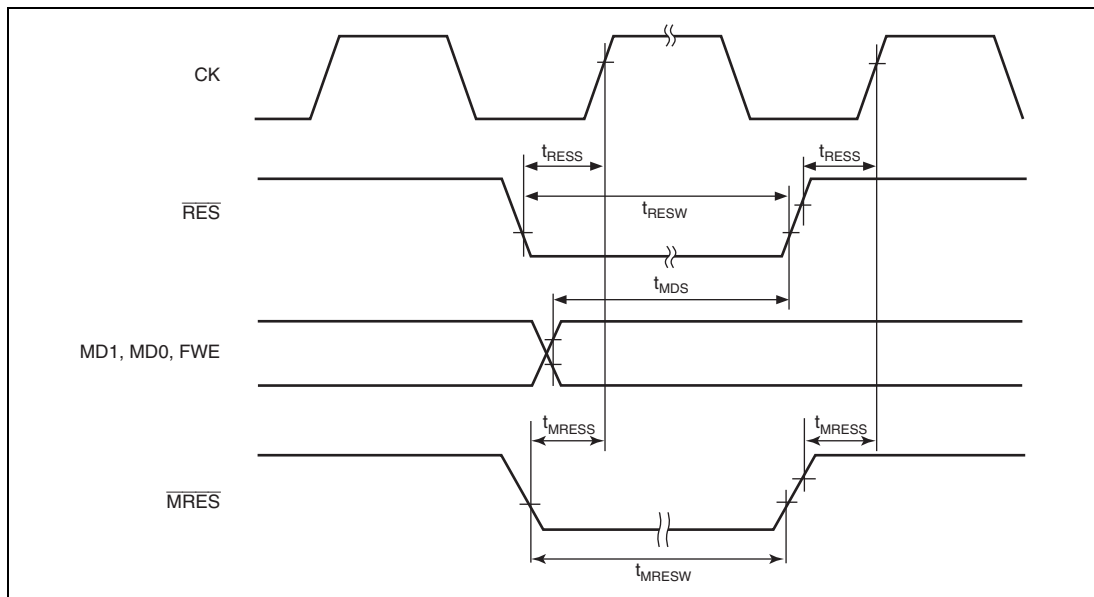 CK
tRESS
tRESS
RES
tRESW
tMDS
MD1, MD0, FWE
tMRESS
tMRESS
MRES
tMRESW